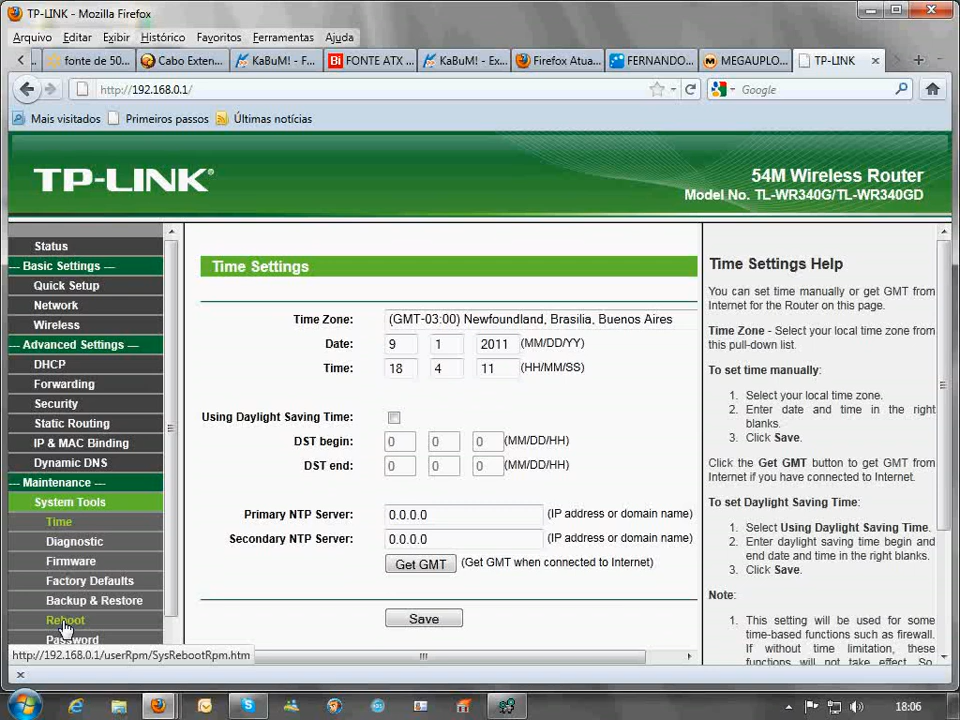 TP-LINK - Mozilla Firefox
Arquivo Editar Exibir Histórico Favoritos Ferramentas Ajuda
fonte de 50... Cabo Exten... KaBuM! - F... FONTE ATX ... KaBuM! - Ex... Firefox Atua... FERNANDO... MEGAUPLO... TP-LINK
http://192.168.0.1/
Google
Mais visitados Primeiros passos Últimas notícias
TP-LINK®
54M Wireless Router
Model No. TL-WR340G/TL-WR340GD
Status
--- Basic Settings ---
Quick Setup
Network
Wireless
--- Advanced Settings ---
DHCP
Forwarding
Security
Static Routing
IP & MAC Binding
Dynamic DNS
--- Maintenance ---
System Tools
Time
Diagnostic
Firmware
Factory Defaults
Backup & Restore
Reboot
Password
http://192.168.0.1/userRpm/SysRebootRpm.htm
Time Settings
Time Zone: (GMT-03:00) Newfoundland, Brasilia, Buenos Aires
Date: 9 1 2011 (MM/DD/YY)
Time: 18 4 11 (HH/MM/SS)
Using Daylight Saving Time:
DST begin: 0 0 0 (MM/DD/HH)
DST end: 0 0 0 (MM/DD/HH)
Primary NTP Server: 0.0.0.0 (IP address or domain name)
Secondary NTP Server: 0.0.0.0 (IP address or domain name)
Get GMT (Get GMT when connected to Internet)
Save
Time Settings Help
You can set time manually or get GMT from
Internet for the Router on this page.
Time Zone - Select your local time zone from
this pull-down list.
To set time manually:
1. Select your local time zone.
2. Enter date and time in the right
blanks.
3. Click Save.
Click the Get GMT button to get GMT from
Internet if you have connected to Internet.
To set Daylight Saving Time:
1. Select Using Daylight Saving Time.
2. Enter daylight saving time begin and
end date and time in the right blanks.
3. Click Save.
Note:
1. This setting will be used for some
time-based functions such as firewall.
If without time limitation, these
functions will not take effect. So,
18:06